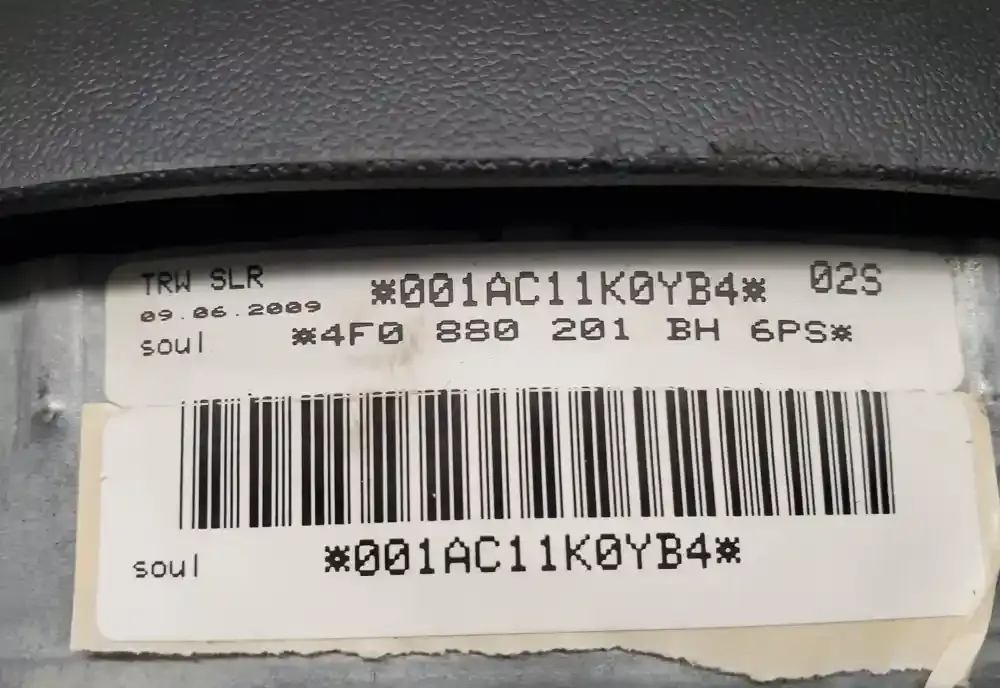 TRW SLR *001AC11K0YB4* 02S
09.06.2009
soul *4F0 880 201 BH 6PS*
soul *001AC11K0YB4*